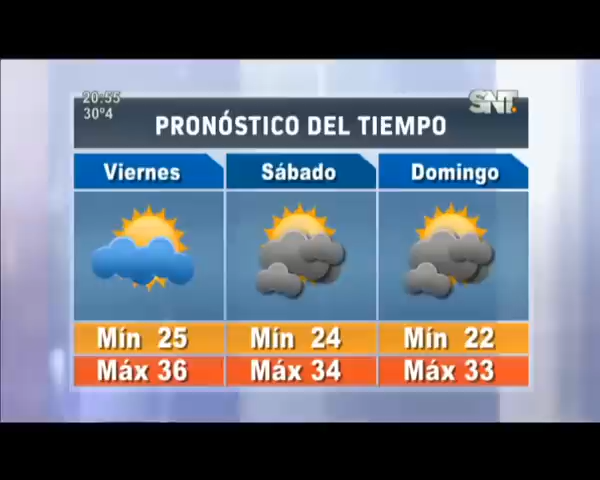 20:55
30°4
SNT.
PRONÓSTICO DEL TIEMPO
Viernes Sábado Domingo
Mín 25 Mín 24 Mín 22
Máx 36 Máx 34 Máx 33